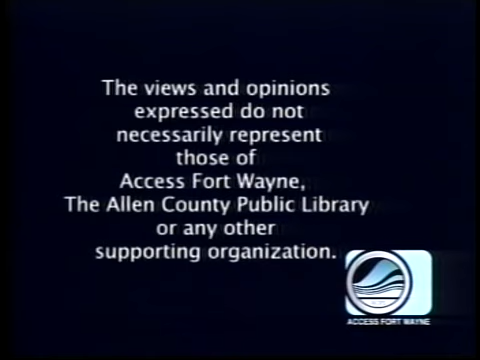 The views and opinions
expressed do not
necessarily represent
those of
Access Fort Wayne,
The Allen County Public Library
or any other
supporting organization.
ACCESS FORT WAYNE